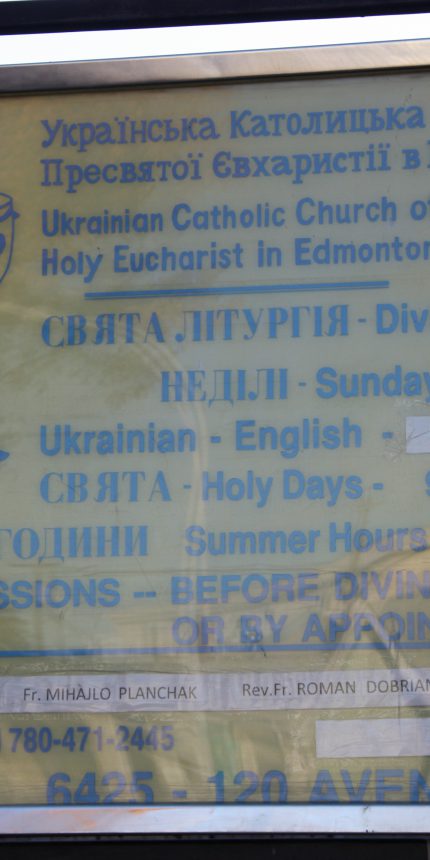 Українська Католицька
Пресвятої Євхаристії в
Ukrainian Catholic Church of
Holy Eucharist in Edmonton
СВЯТА ЛІТУРГІЯ - Div
НЕДІЛІ - Sunday
Ukrainian - English -
СВЯТА - Holy Days -
ГОДИНИ Summer Hours
SSIONS -- BEFORE DIVIN
OR BY APPOIN
Fr. MIHAJLO PLANCHAK Rev.Fr. ROMAN DOBRIAN
) 780-471-2445
6425 - 120 AVEN